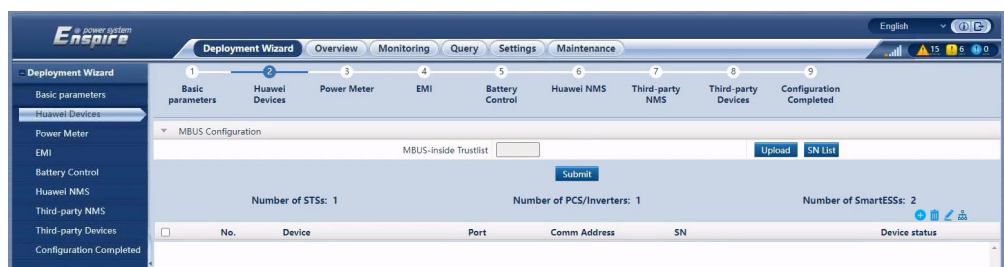 English
@ power system
Enspire
Deployment Wizard Overview Monitoring Query Settings Maintenance
15 6 0
Deployment Wizard
Basic parameters
Huawei Devices
Power Meter
EMI
Battery Control
Huawei NMS
Third-party NMS
Third-party Devices
Configuration Completed
1 2 3 4 5 6 7 8 9
Basic parameters Huawei Devices Power Meter EMI Battery Control Huawei NMS Third-party NMS Third-party Devices Configuration Completed
MBUS Configuration
MBUS-inside Trustlist Upload SN List
Submit
Number of STSs: 1 Number of PCS/Inverters: 1 Number of SmartESSs: 2
No. Device Port Comm Address SN Device status